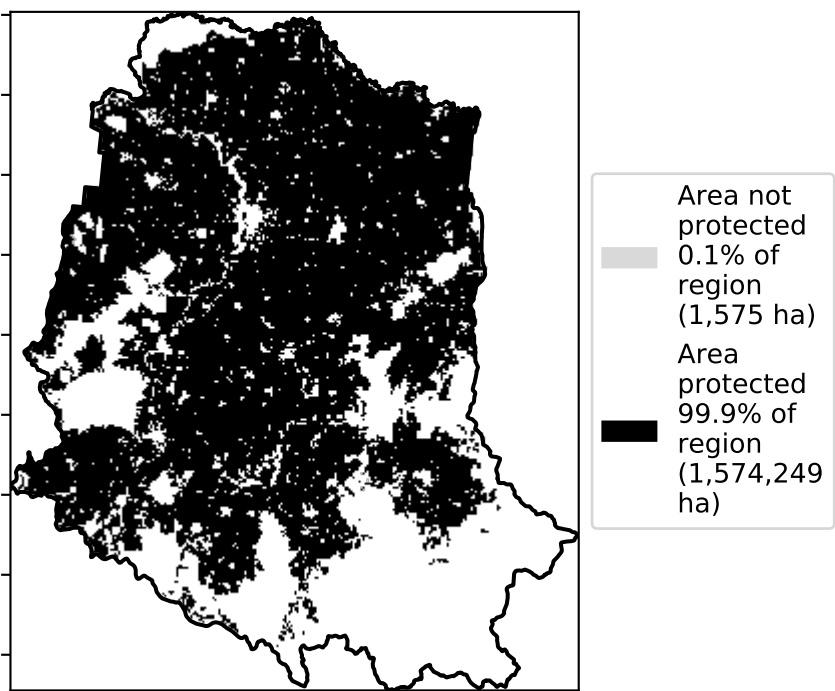 Area not
protected
0.1% of
region
(1,575 ha)
Area
protected
99.9% of
region
(1,574,249
ha)